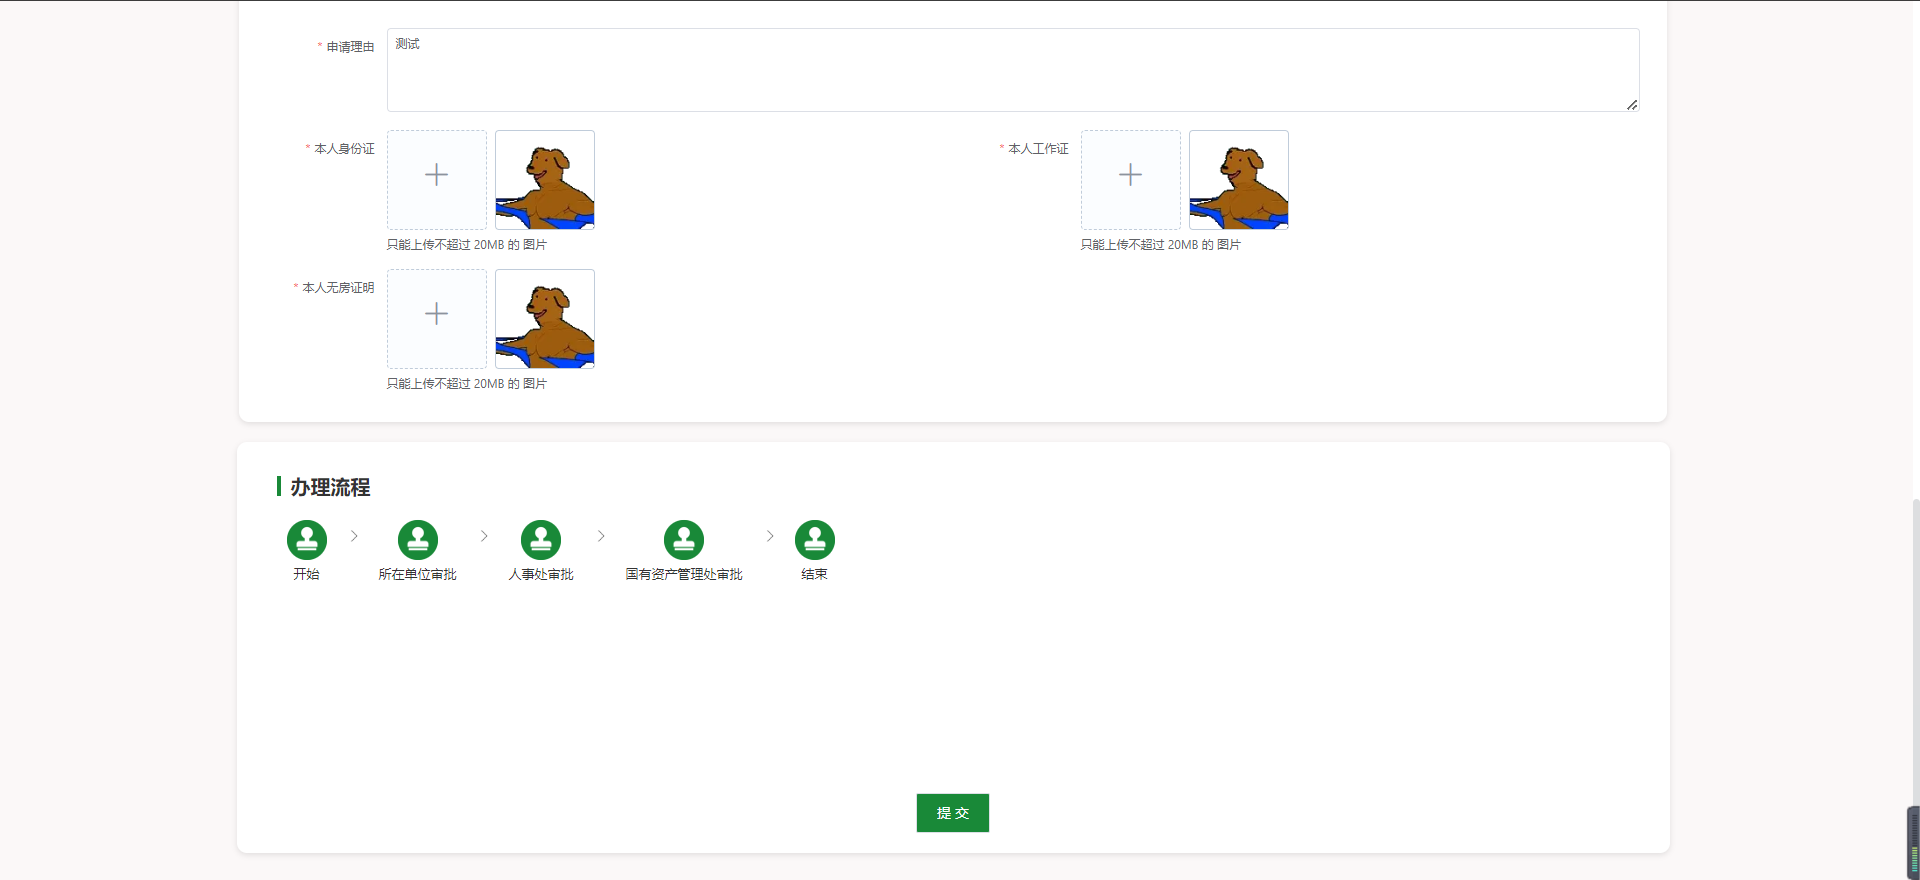 * 申请理由
测试
* 本人身份证
* 本人工作证
只能上传不超过 20MB 的 图片
只能上传不超过 20MB 的 图片
* 本人无房证明
只能上传不超过 20MB 的 图片
办理流程
开始
所在单位审批
人事处审批
国有资产管理处审批
结束
提 交